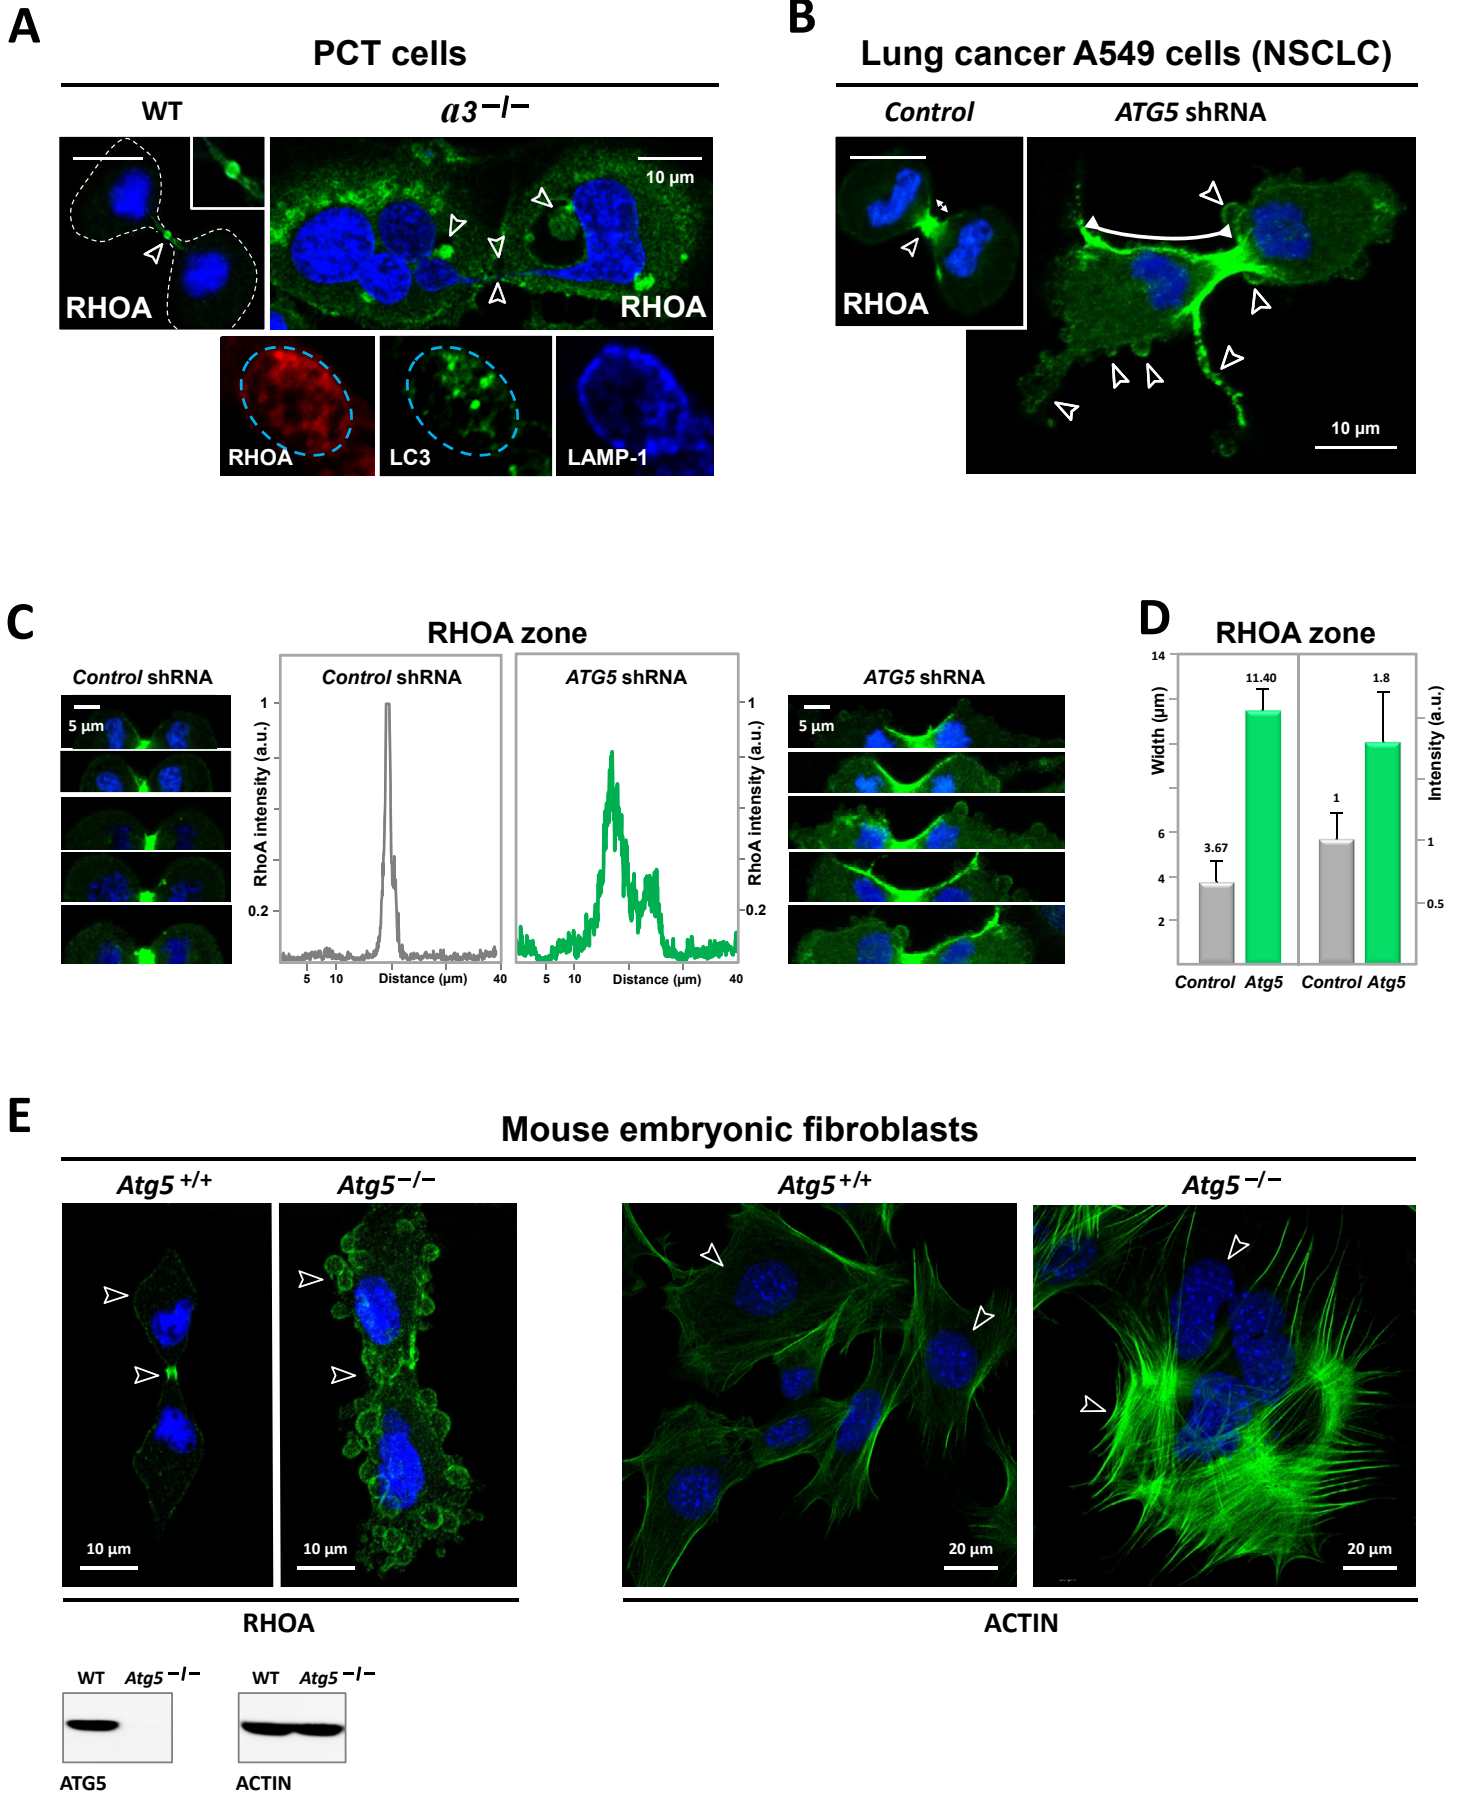 A
PCT cells
WT
a3 –/–
RHOA
10 µm
RHOA
RHOA
LC3
LAMP-1
B
Lung cancer A549 cells (NSCLC)
Control
ATG5 shRNA
RHOA
10 µm
C
RHOA zone
Control shRNA
5 µm
Control shRNA
RhoA intensity (a.u.)
1
0.2
5 10 Distance (µm) 40
ATG5 shRNA
RhoA intensity (a.u.)
1
0.2
5 10 Distance (µm) 40
ATG5 shRNA
5 µm
D
RHOA zone
14
6
4
2
Width (µm)
3.67
11.40
1
1.8
Intensity (a.u.)
1
0.5
Control Atg5
Control Atg5
E
Mouse embryonic fibroblasts
Atg5 +/+
Atg5 –/–
Atg5 +/+
Atg5 –/–
10 µm
10 µm
20 µm
20 µm
RHOA
ACTIN
WT Atg5 –/–
WT Atg5 –/–
ATG5
ACTIN